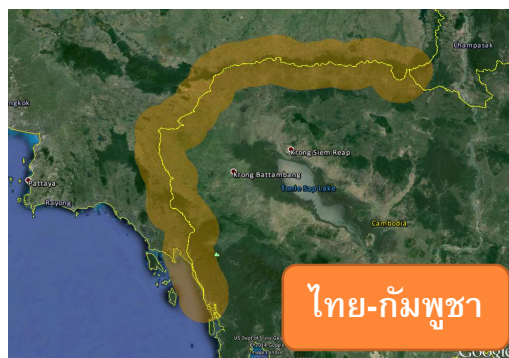 Champasak
ngkok
Krong Siem Reap
Krong Battambang
Pattaya
Tonle Sap Lake
Rayong
Cambodia
ไทย-กัมพูชา
Google